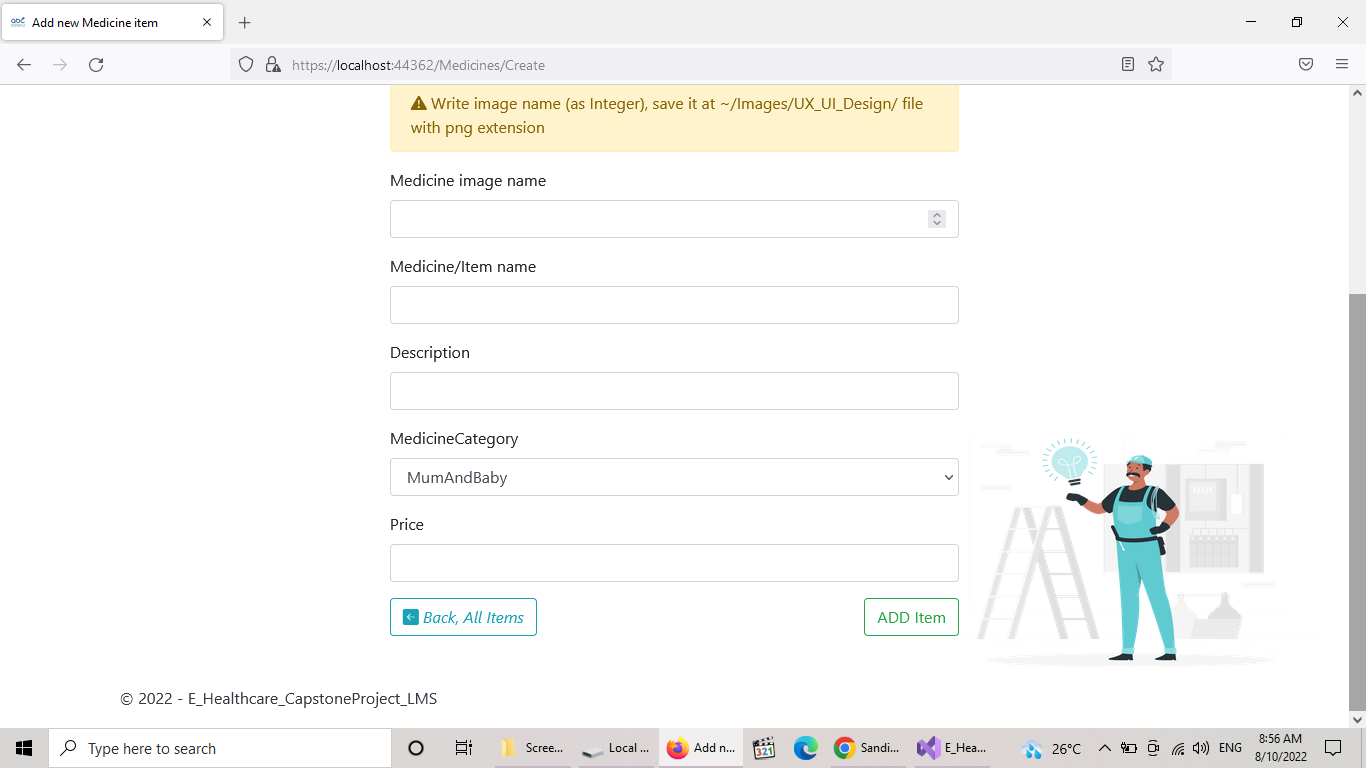 abc
Add new Medicine item
https://localhost:44362/Medicines/Create
Write image name (as Integer), save it at ~/Images/UX_UI_Design/ file
with png extension
Medicine image name
Medicine/Item name
Description
MedicineCategory
MumAndBaby
Price
Back, All Items
ADD Item
© 2022 - E_Healthcare_CapstoneProject_LMS
Type here to search
Scree...
Local ...
Add n...
321
Sandi...
E_Hea...
26°C
ENG
8:56 AM
8/10/2022